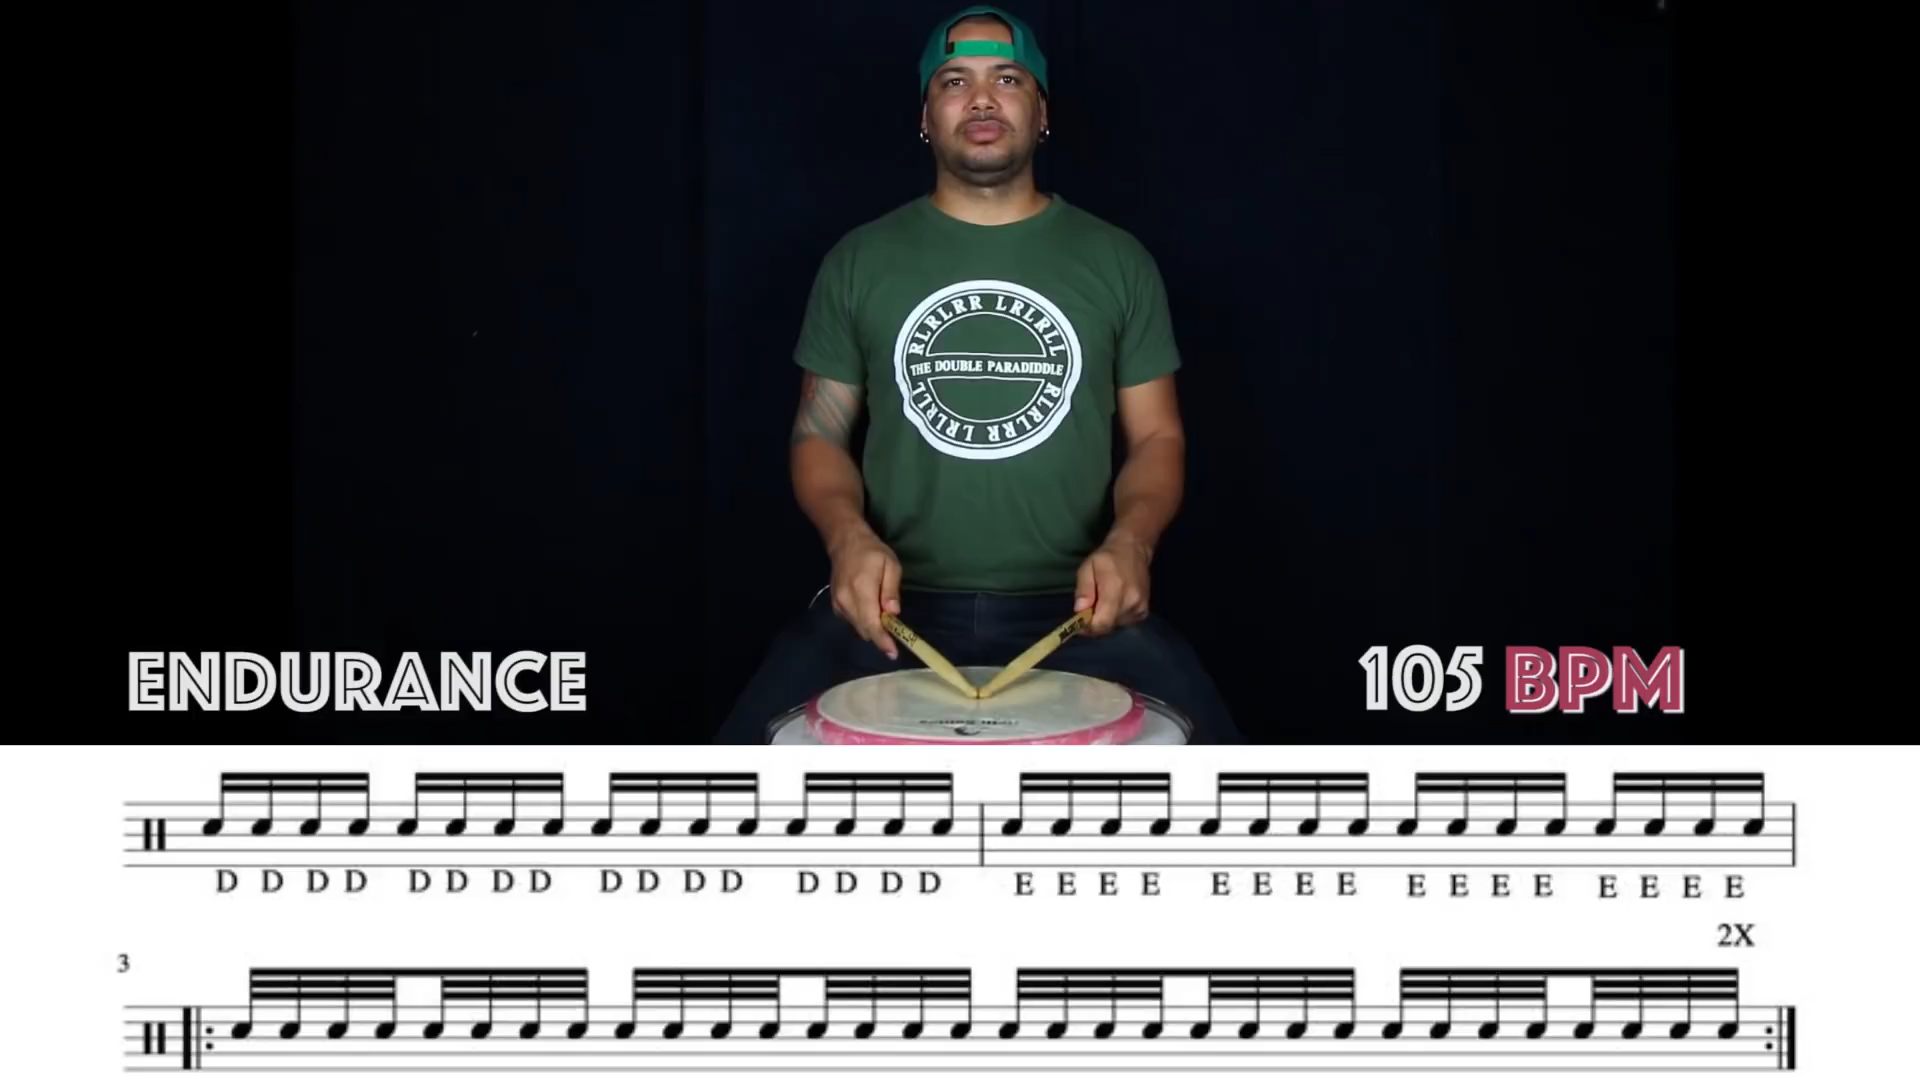 RLRLRR LRLRLL
THE DOUBLE PARADIDDLE
RLRLRR LRLRLL
ENDURANCE
105 BPM
D D D D D D D D D D D D D D D D E E E E E E E E E E E E E E E E
2X
3